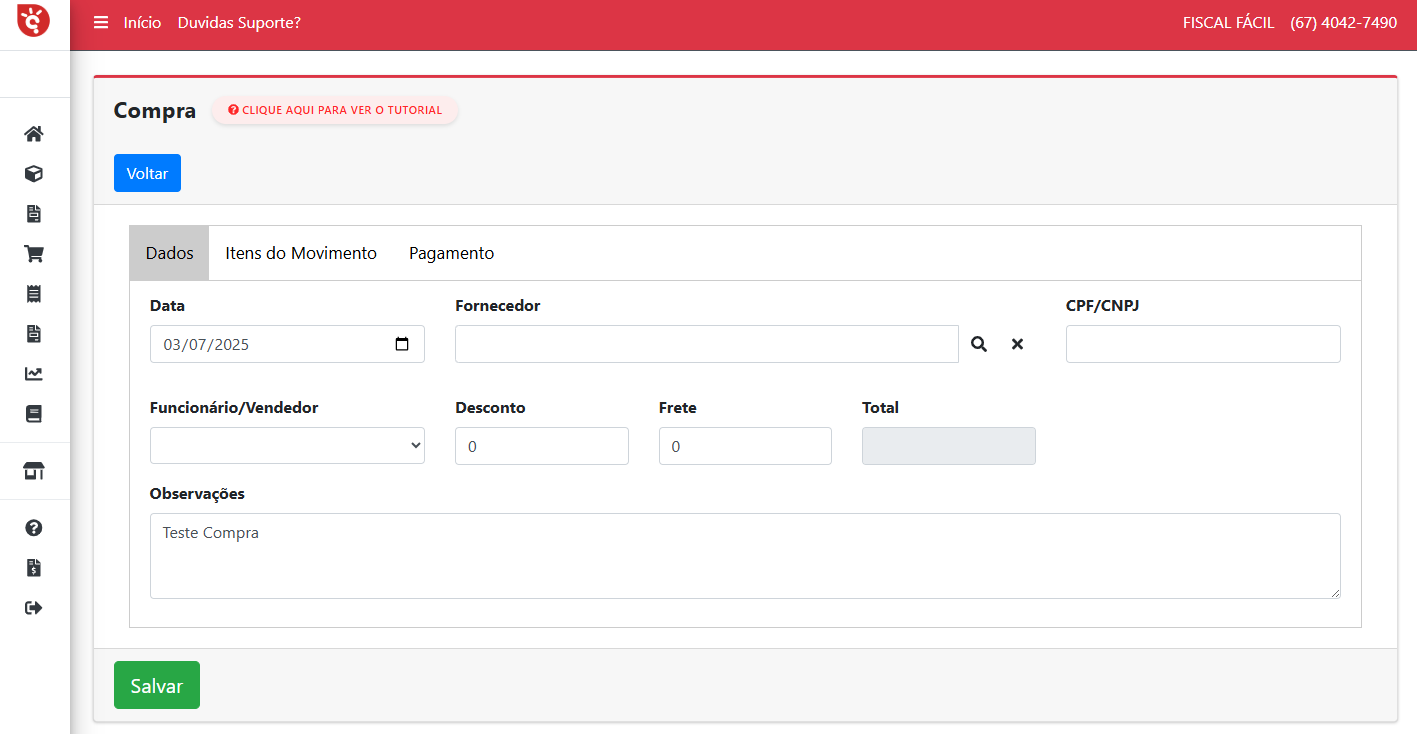 Início Duvidas Suporte? FISCAL FÁCIL (67) 4042-7490
Compra CLIQUE AQUI PARA VER O TUTORIAL
Voltar
Dados Itens do Movimento Pagamento
Data Fornecedor CPF/CNPJ
03/07/2025
Funcionário/Vendedor Desconto Frete Total
0 0
Observações
Teste Compra
Salvar